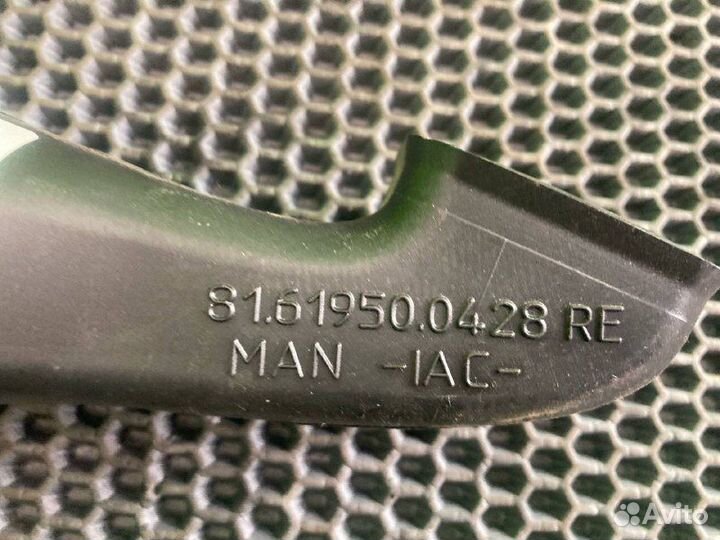 81.61950.0428 RE
MAN -IAC-
Avito